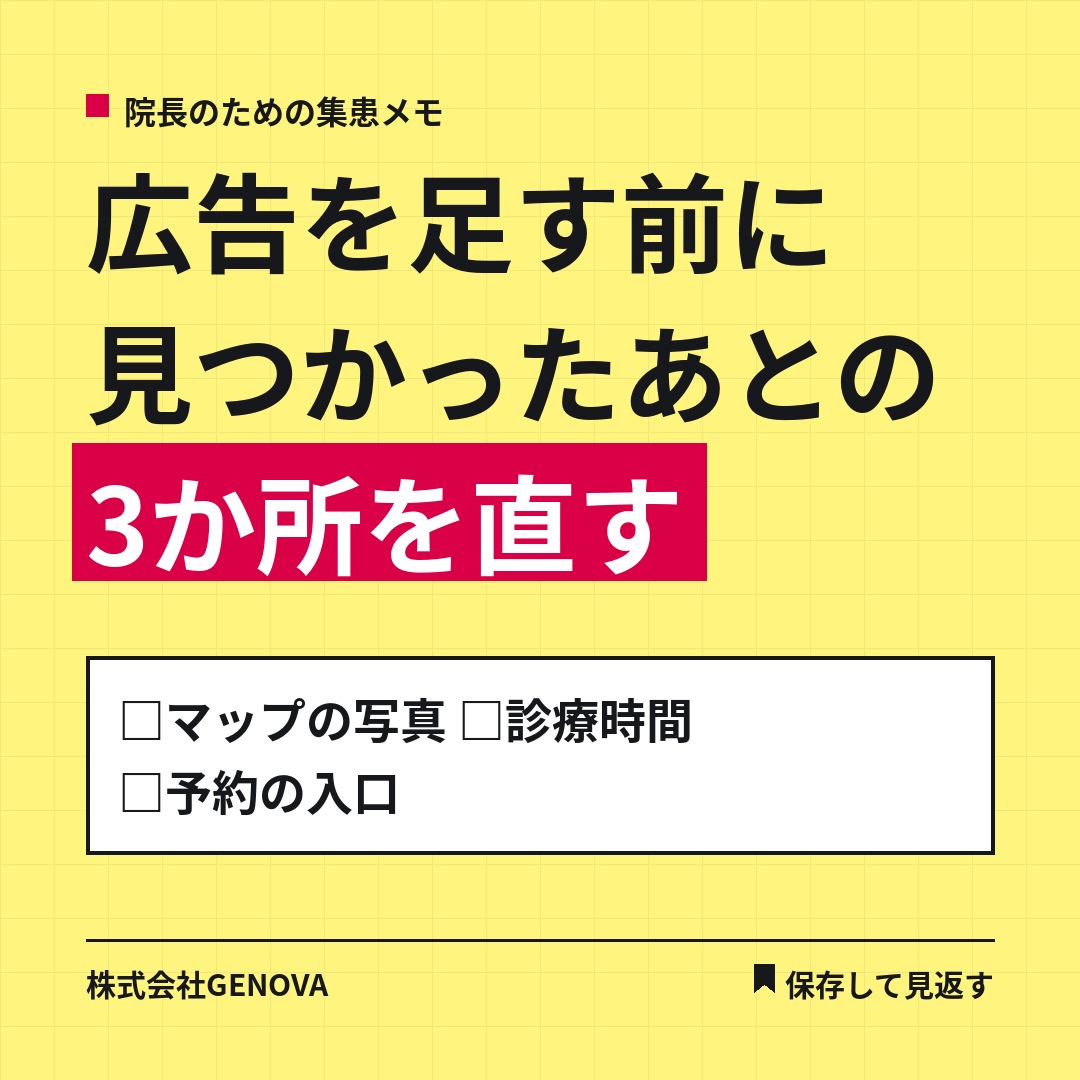 院長のための集患メモ
広告を足す前に
見つかったあとの
3か所を直す
□マップの写真 □診療時間
□予約の入口
株式会社GENOVA
保存して見返す